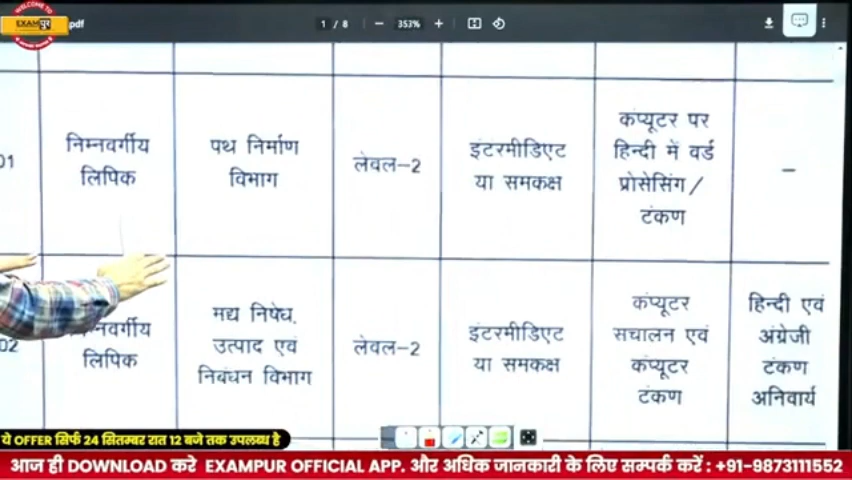 WELCOME TO
EXAMपुर
pdf
1 / 8 − 353% +
01
निम्नवर्गीय
लिपिक
पथ निर्माण
विभाग
लेवल–2
इंटरमीडिएट
या समकक्ष
कंप्यूटर पर
हिन्दी में वर्ड
प्रोसेसिंग /
टंकण
–
02
नवर्गीय
लिपिक
मद्य निषेध,
उत्पाद एवं
निबंधन विभाग
लेवल–2
इंटरमीडिएट
या समकक्ष
कंप्यूटर
सचालन एवं
कंप्यूटर
टंकण
हिन्दी एवं
अंग्रेजी
टंकण
अनिवार्य
ये OFFER सिर्फ 24 सितम्बर रात 12 बजे तक उपलब्ध है
आज ही DOWNLOAD करे EXAMPUR OFFICIAL APP. और अधिक जानकारी के लिए सम्पर्क करें : +91-9873111552